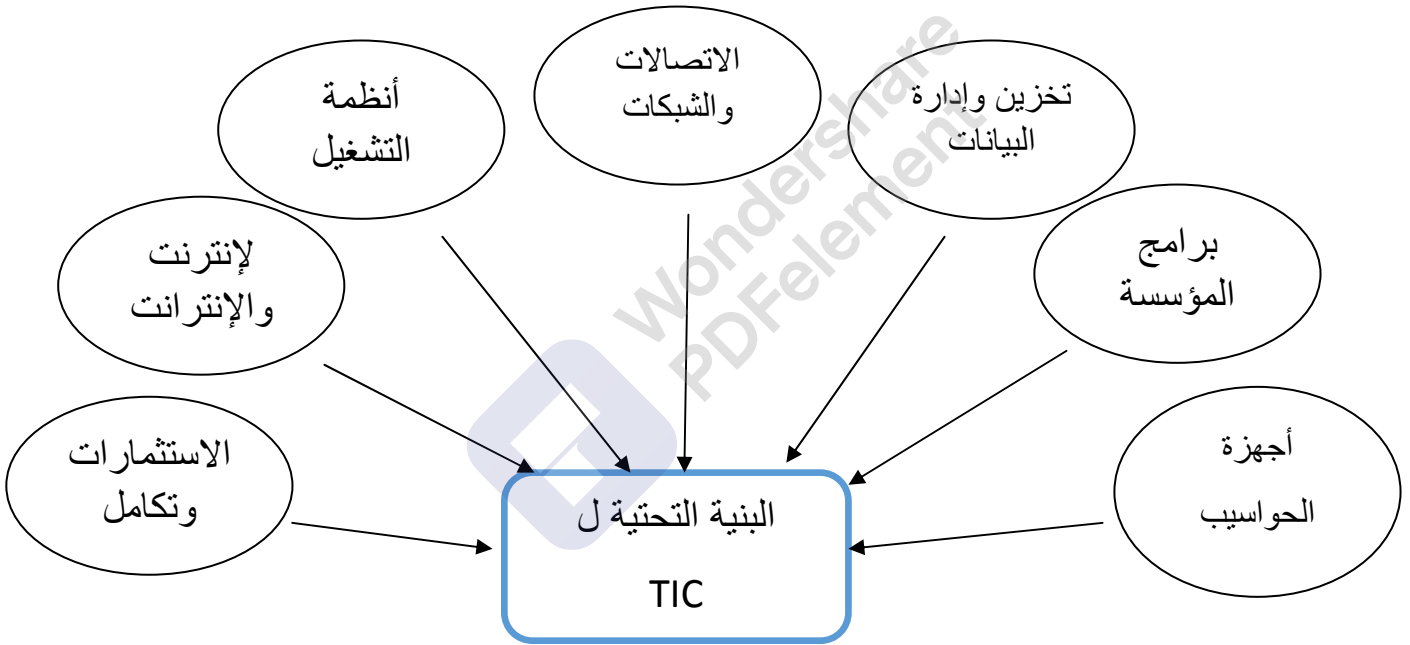 الاتصالات
والشبكات
تخزين وإدارة
البيانات
أنظمة
التشغيل
برامج
المؤسسة
لإنترنت
والإنترانت
أجهزة
الحواسيب
الاستثمارات
وتكامل
البنية التحتية ل
TIC
Wondershare
PDFelement